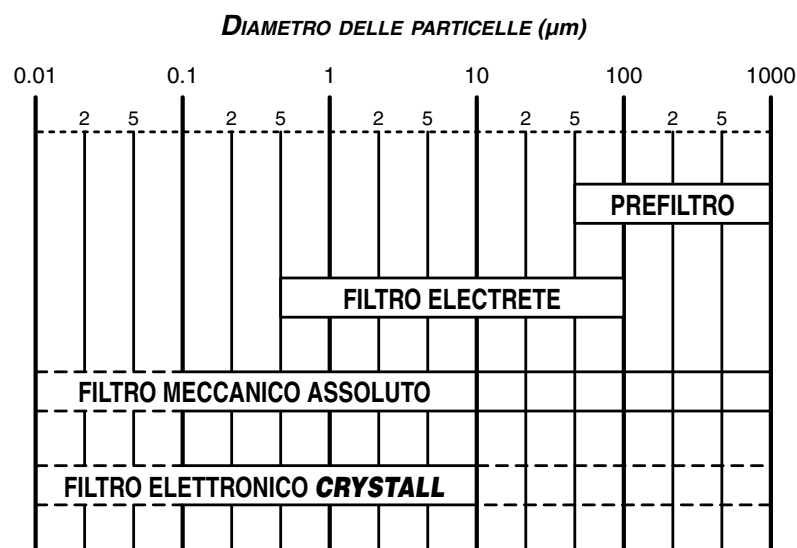 DIAMETRO DELLE PARTICELLE (µm)
0.01 0.1 1 10 100 1000
2 5 2 5 2 5 2 5 2 5
PREFILTRO
FILTRO ELECTRETE
FILTRO MECCANICO ASSOLUTO
FILTRO ELETTRONICO CRYSTALL